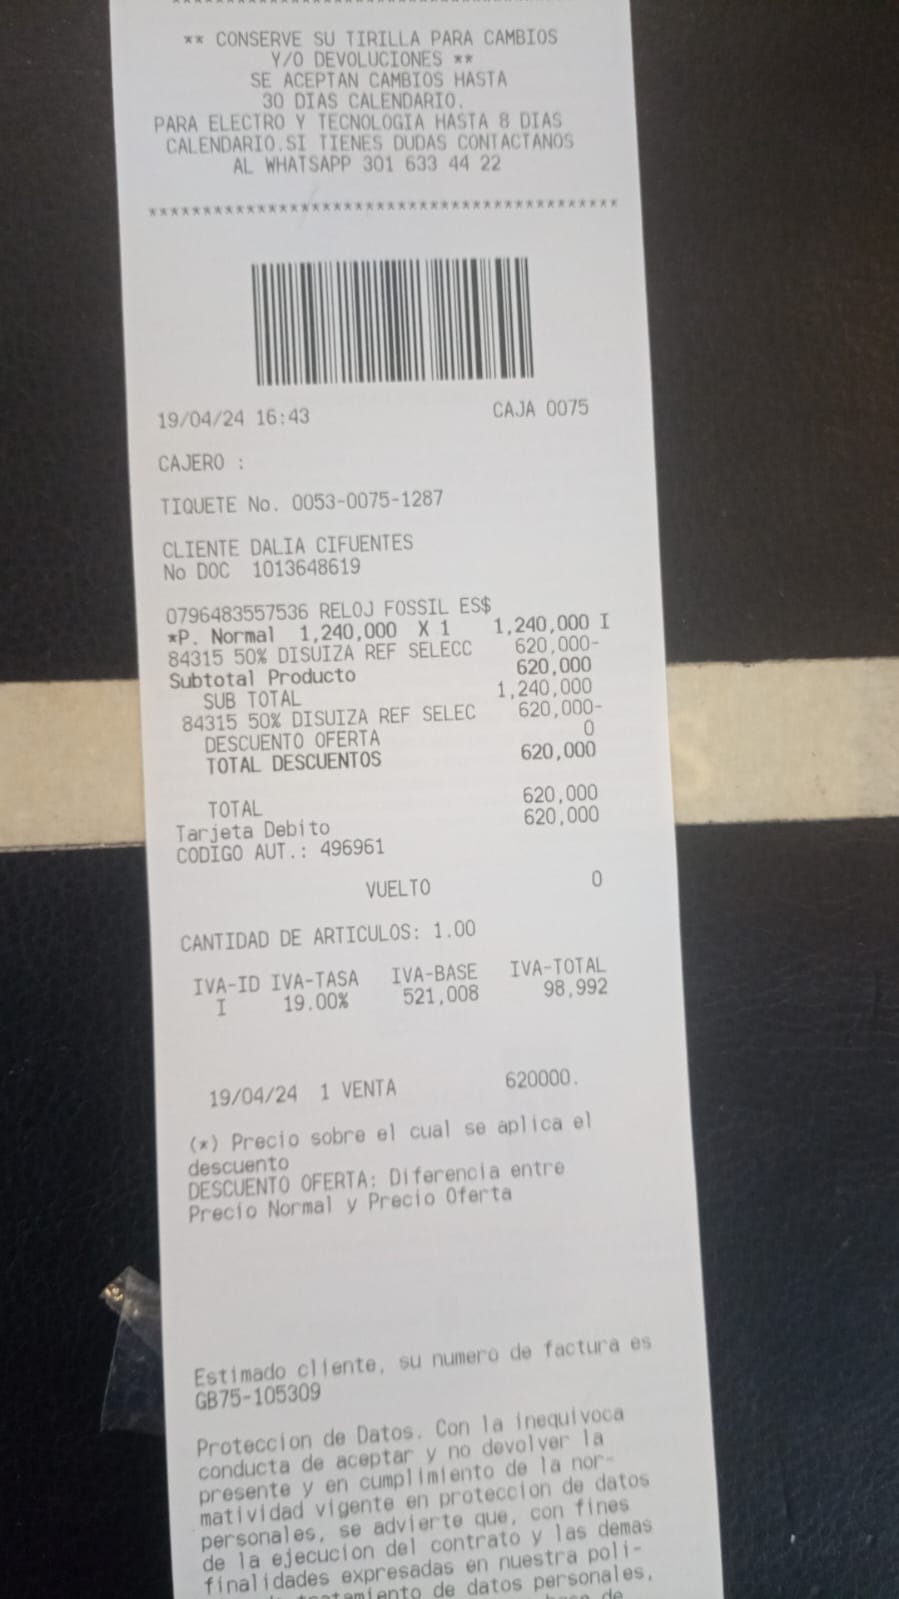 ** CONSERVE SU TIRILLA PARA CAMBIOS
Y/O DEVOLUCIONES **
SE ACEPTAN CAMBIOS HASTA
30 DIAS CALENDARIO.
PARA ELECTRO Y TECNOLOGIA HASTA 8 DIAS
CALENDARIO.SI TIENES DUDAS CONTACTANOS
AL WHATSAPP 301 633 44 22
*******************************************
19/04/24 16:43 CAJA 0075
CAJERO :
TIQUETE No. 0053-0075-1287
CLIENTE DALIA CIFUENTES
No DOC 1013648619
0796483557536 RELOJ FOSSIL ES$
*P. Normal 1,240,000 X 1 1,240,000 I
84315 50% DISUIZA REF SELECC 620,000-
Subtotal Producto 620,000
SUB TOTAL 1,240,000
84315 50% DISUIZA REF SELEC 620,000-
DESCUENTO OFERTA 0
TOTAL DESCUENTOS 620,000
TOTAL 620,000
Tarjeta Debito 620,000
CODIGO AUT.: 496961
VUELTO 0
CANTIDAD DE ARTICULOS: 1.00
IVA-ID IVA-TASA IVA-BASE IVA-TOTAL
I 19.00% 521,008 98,992
19/04/24 1 VENTA 620000.
(*) Precio sobre el cual se aplica el
descuento
DESCUENTO OFERTA: Diferencia entre
Precio Normal y Precio Oferta
Estimado cliente, su numero de factura es
GB75-105309
Proteccion de Datos. Con la inequivoca
conducta de aceptar y no devolver la
presente y en cumplimiento de la nor-
matividad vigente en proteccion de datos
personales, se advierte que, con fines
de la ejecucion del contrato y las demas
finalidades expresadas en nuestra poli-
de datos personales,